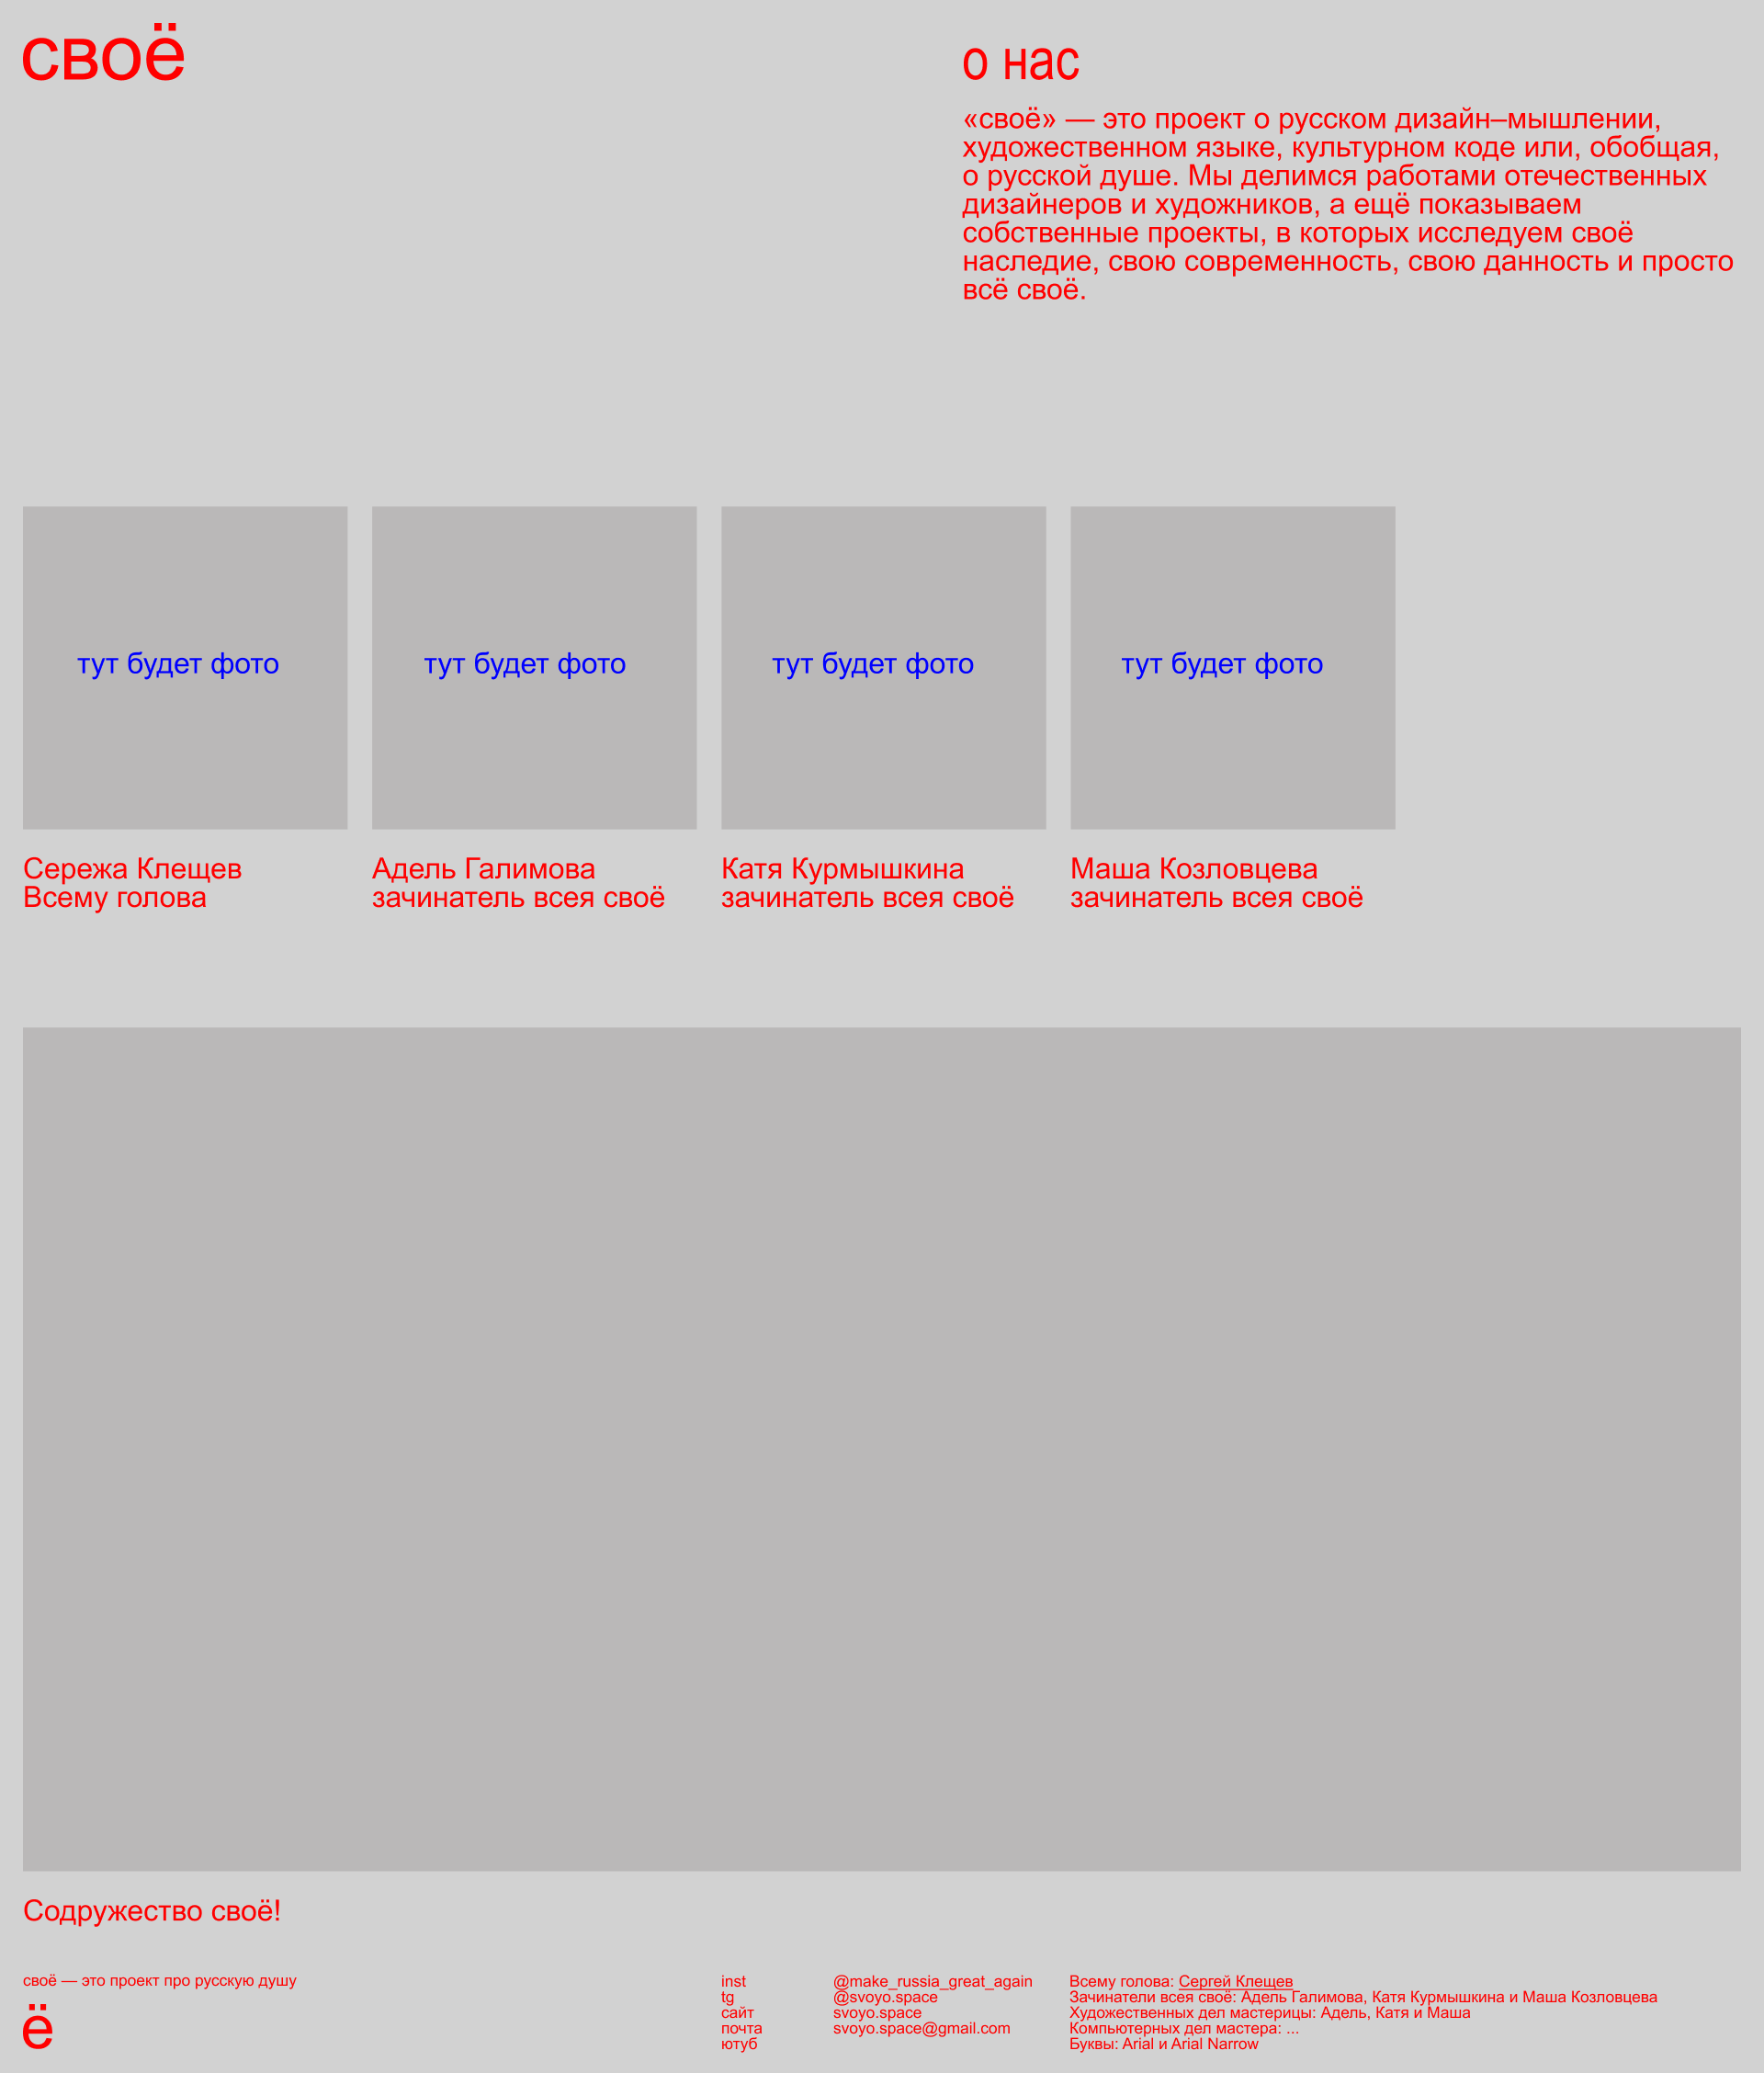 своё
о нас
«своё» — это проект о русском дизайн–мышлении,
художественном языке, культурном коде или, обобщая,
о русской душе. Мы делимся работами отечественных
дизайнеров и художников, а ещё показываем
собственные проекты, в которых исследуем своё
наследие, свою современность, свою данность и просто
всё своё.
тут будет фото
тут будет фото
тут будет фото
тут будет фото
Сережа Клещев
Всему голова
Адель Галимова
зачинатель всея своё
Катя Курмышкина
зачинатель всея своё
Маша Козловцева
зачинатель всея своё
Содружество своё!
своё — это проект про русскую душу
ё
inst @make_russia_great_again
tg @svoyo.space
сайт svoyo.space
почта svoyo.space@gmail.com
ютуб
Всему голова: Сергей Клещев
Зачинатели всея своё: Адель Галимова, Катя Курмышкина и Маша Козловцева
Художественных дел мастерицы: Адель, Катя и Маша
Компьютерных дел мастера: ...
Буквы: Arial и Arial Narrow